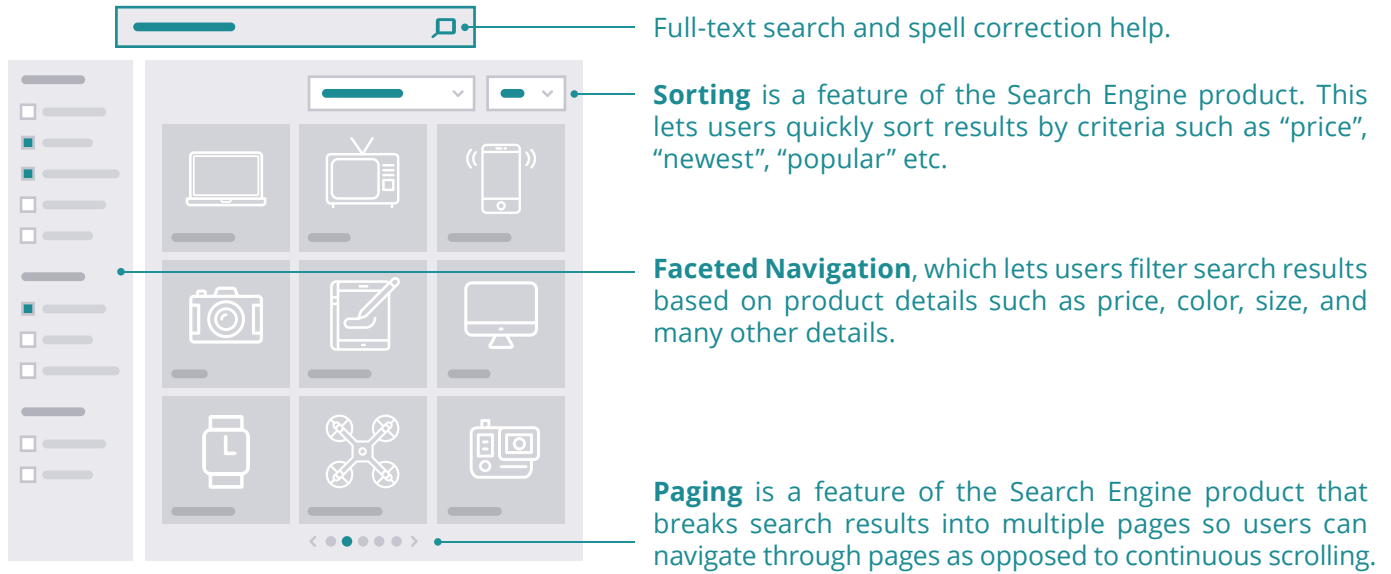 Full-text search and spell correction help.
Sorting is a feature of the Search Engine product. This
lets users quickly sort results by criteria such as “price”,
“newest”, “popular” etc.
Faceted Navigation, which lets users filter search results
based on product details such as price, color, size, and
many other details.
Paging is a feature of the Search Engine product that
breaks search results into multiple pages so users can
navigate through pages as opposed to continuous scrolling.